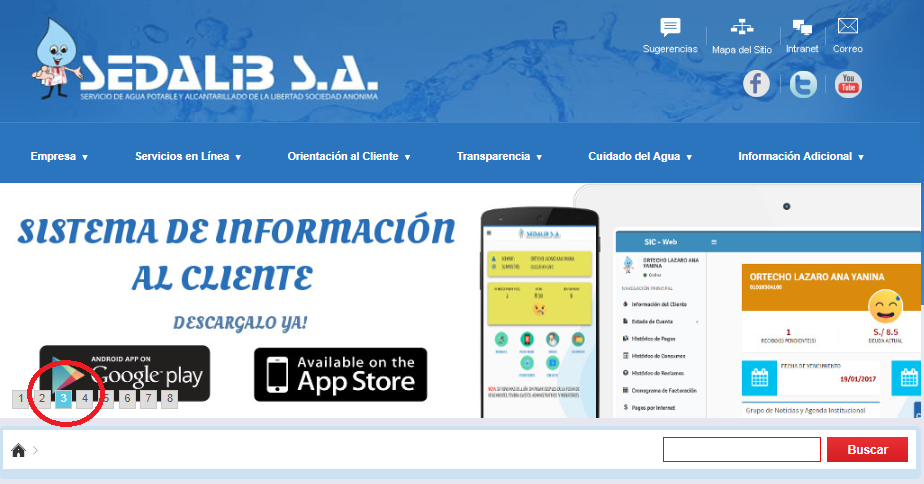 SEDALIB S.A.
SERVICIO DE AGUA POTABLE Y ALCANTARILLADO DE LA LIBERTAD SOCIEDAD ANONIMA
Sugerencias
Mapa del Sitio
Intranet
Correo
You
Tube
Empresa
Servicios en Línea
Orientación al Cliente
Transparencia
Cuidado del Agua
Información Adicional
SISTEMA DE INFORMACIÓN
AL CLIENTE
DESCARGALO YA!
ANDROID APP ON
Google play
Available on the
App Store
1 2 3 4 5 6 7 8
SEDALIB S.A.
SIC - Web
ORTECHO LAZARO ANA
YANINA
Online
NAVEGACIÓN PRINCIPAL
Información del Cliente
Estado de Cuenta
Histórico de Pagos
Histórico de Consumos
Histórico de Reclamos
Cronograma de Facturación
Pagos por Internet
ORTECHO LAZARO ANA YANINA
1
RECIBO(S) PENDIENTE(S)
S./ 8.5
DEUDA ACTUAL
FECHA DE VENCIMIENTO
19/01/2017
Grupo de Noticias y Agenda Institucional
Buscar